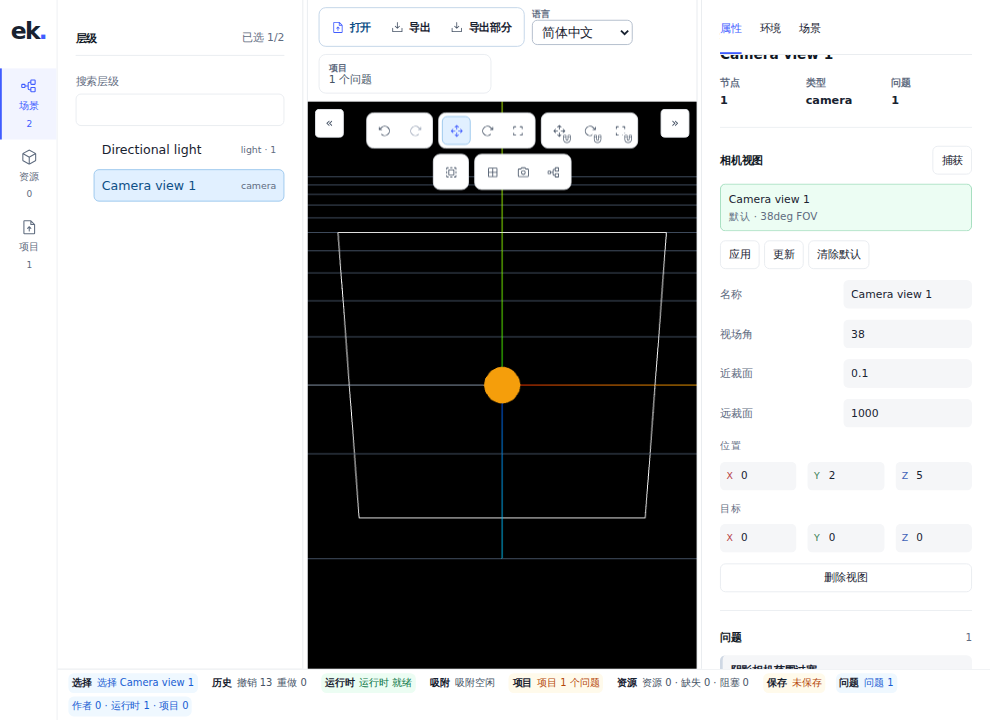 ek.
场景
2
资源
0
项目
1
层级
已选 1/2
搜索层级
Directional light
light · 1
Camera view 1
camera
打开
导出
导出部分
语言
简体中文
项目
1 个问题
«
»
属性
环境
场景
Camera view 1
节点
类型
问题
1
camera
1
相机视图
捕获
Camera view 1
默认 · 38deg FOV
应用
更新
清除默认
名称
Camera view 1
视场角
38
近裁面
0.1
远裁面
1000
位置
X 0
Y 2
Z 5
目标
X 0
Y 0
Z 0
删除视图
问题
1
阴影相机范围过宽
选择 选择 Camera view 1
历史 撤销 13 重做 0
运行时 运行时 就绪
吸附 吸附空闲
项目 项目 1 个问题
资源 资源 0 · 缺失 0 · 阻塞 0
保存 未保存
问题 问题 1
作者 0 · 运行时 1 · 项目 0